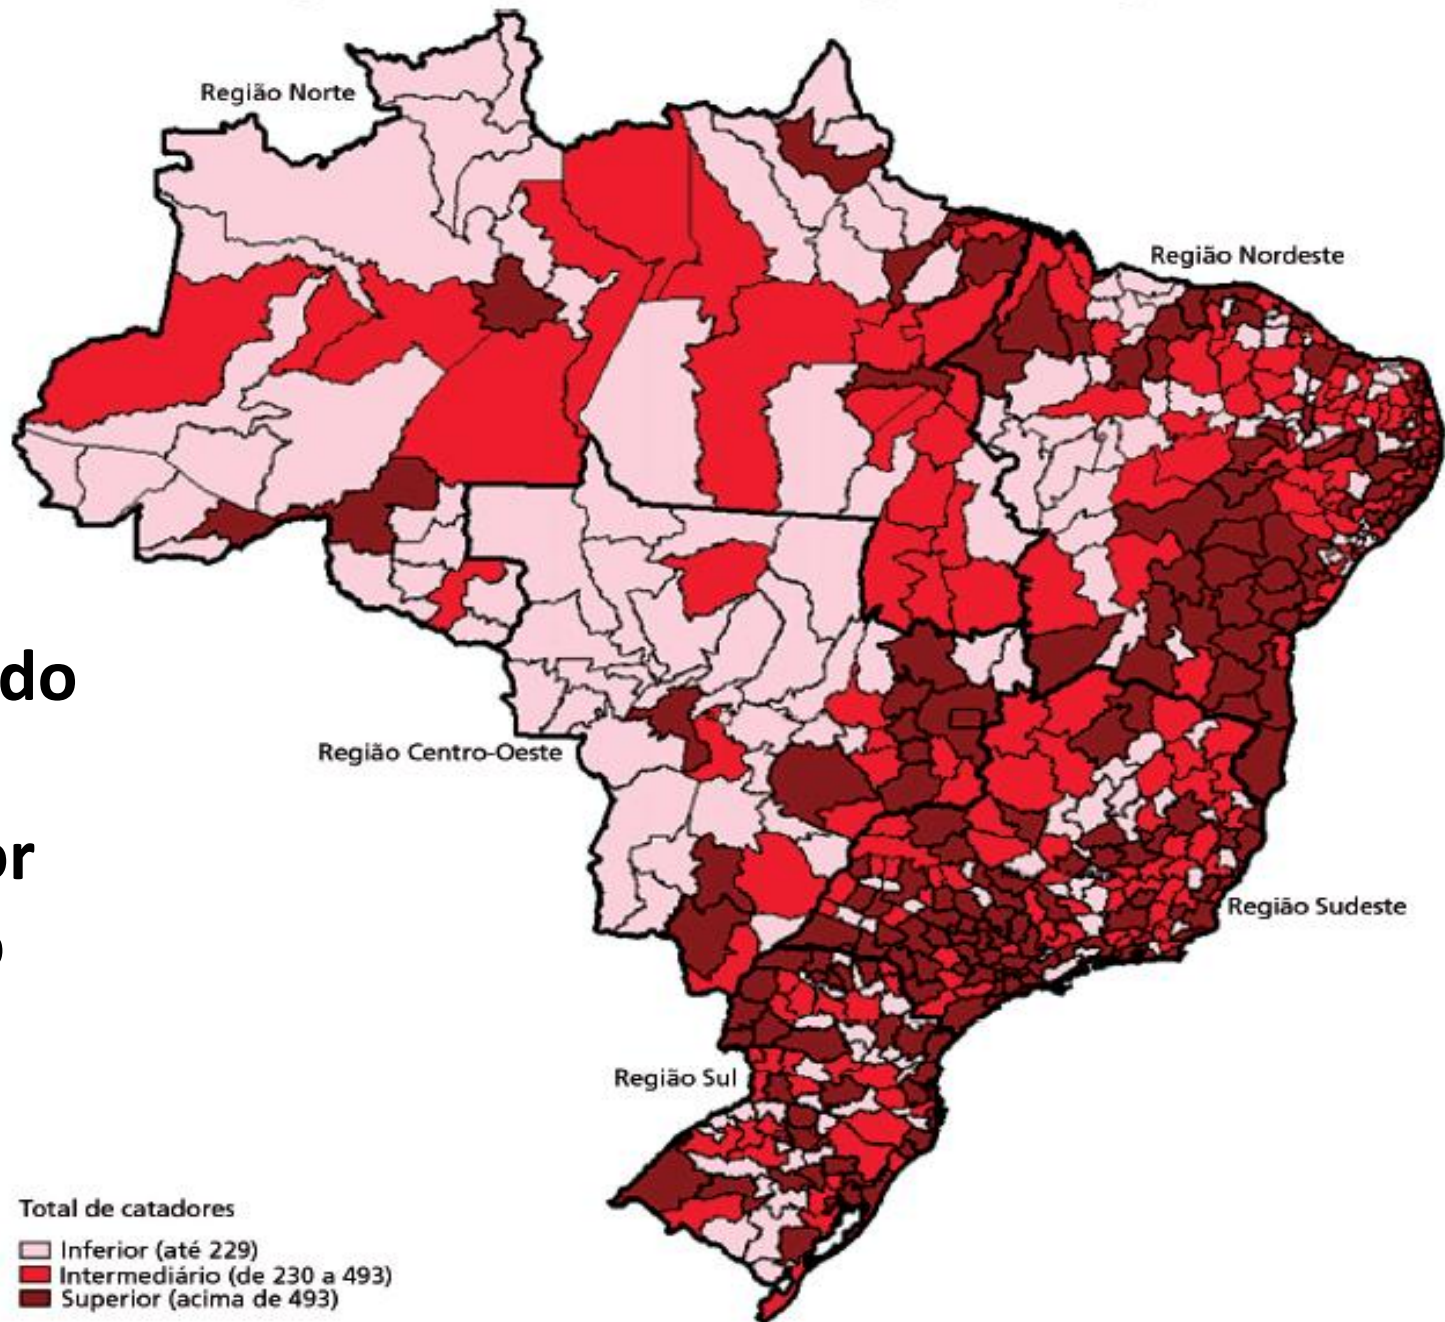 Região Norte
Região Nordeste
do
Região Centro-Oeste
or
Região Sudeste
Região Sul
Total de catadores
Inferior (até 229)
Intermediário (de 230 a 493)
Superior (acima de 493)